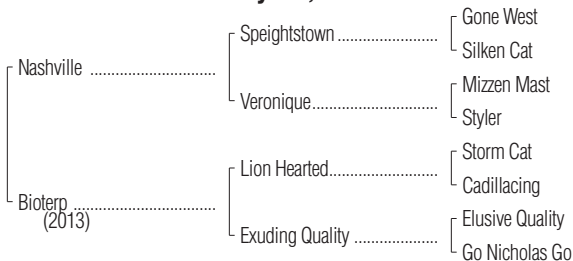 Gone West
Speightstown
Silken Cat
Nashville
Mizzen Mast
Veronique
Styler
Storm Cat
Lion Hearted
Cadillacing
Bioterp
(2013)
Elusive Quality
Exuding Quality
Go Nicholas Go